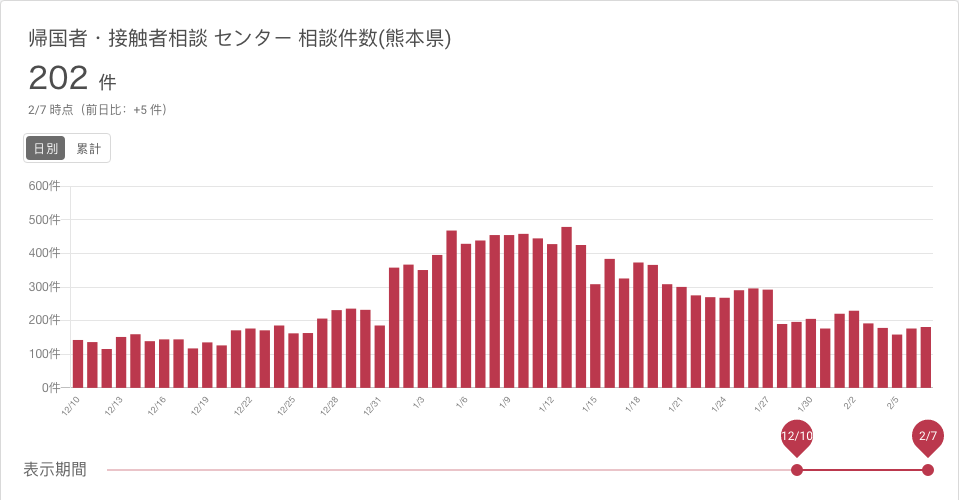 帰国者・接触者相談 センター 相談件数(熊本県)
202 件
2/7 時点（前日比：+5 件）
日別 累計
600件
500件
400件
300件
200件
100件
0件
12/10 12/13 12/16 12/19 12/22 12/25 12/28 12/31 1/3 1/6 1/9 1/12 1/15 1/18 1/21 1/24 1/27 1/30 2/2 2/5
12/10 2/7
表示期間